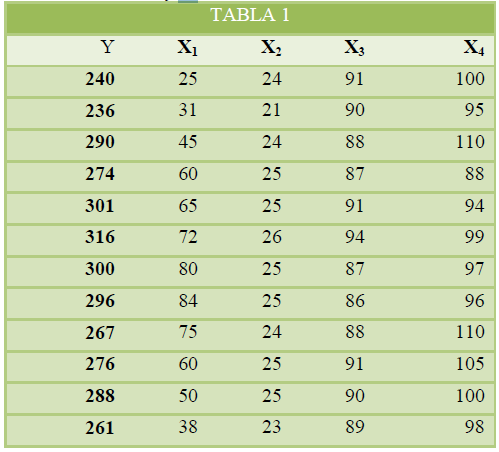 TABLA 1
Y X₁ X₂ X₃ X₄
240 25 24 91 100
236 31 21 90 95
290 45 24 88 110
274 60 25 87 88
301 65 25 91 94
316 72 26 94 99
300 80 25 87 97
296 84 25 86 96
267 75 24 88 110
276 60 25 91 105
288 50 25 90 100
261 38 23 89 98